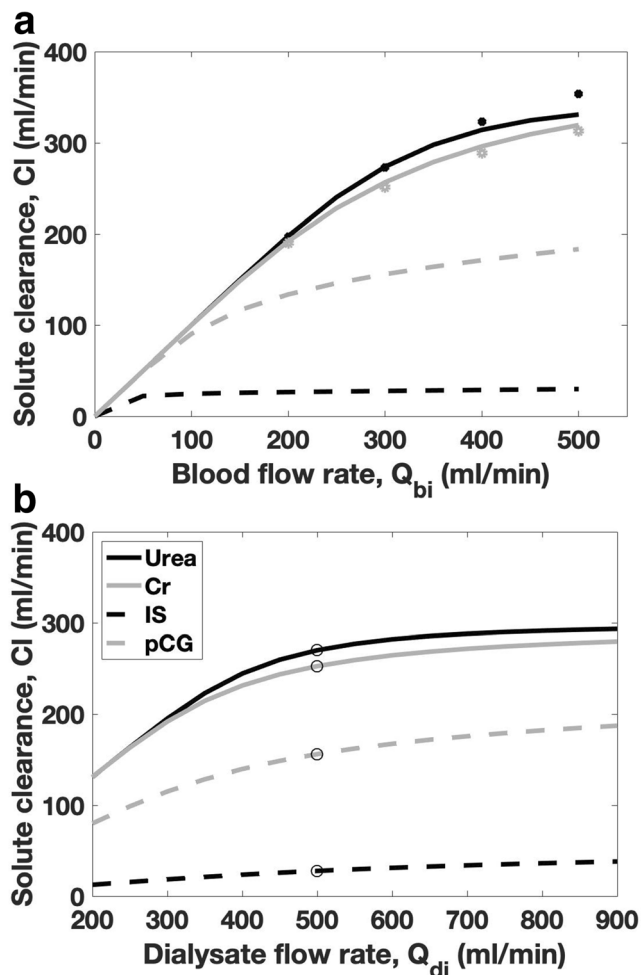 a
Solute clearance, Cl (ml/min)
400
300
200
100
0
0 100 200 300 400 500
Blood flow rate, Qbi (ml/min)
b
Solute clearance, Cl (ml/min)
400
300
200
100
0
Urea
Cr
IS
pCG
200 300 400 500 600 700 800 900
Dialysate flow rate, Qdi (ml/min)